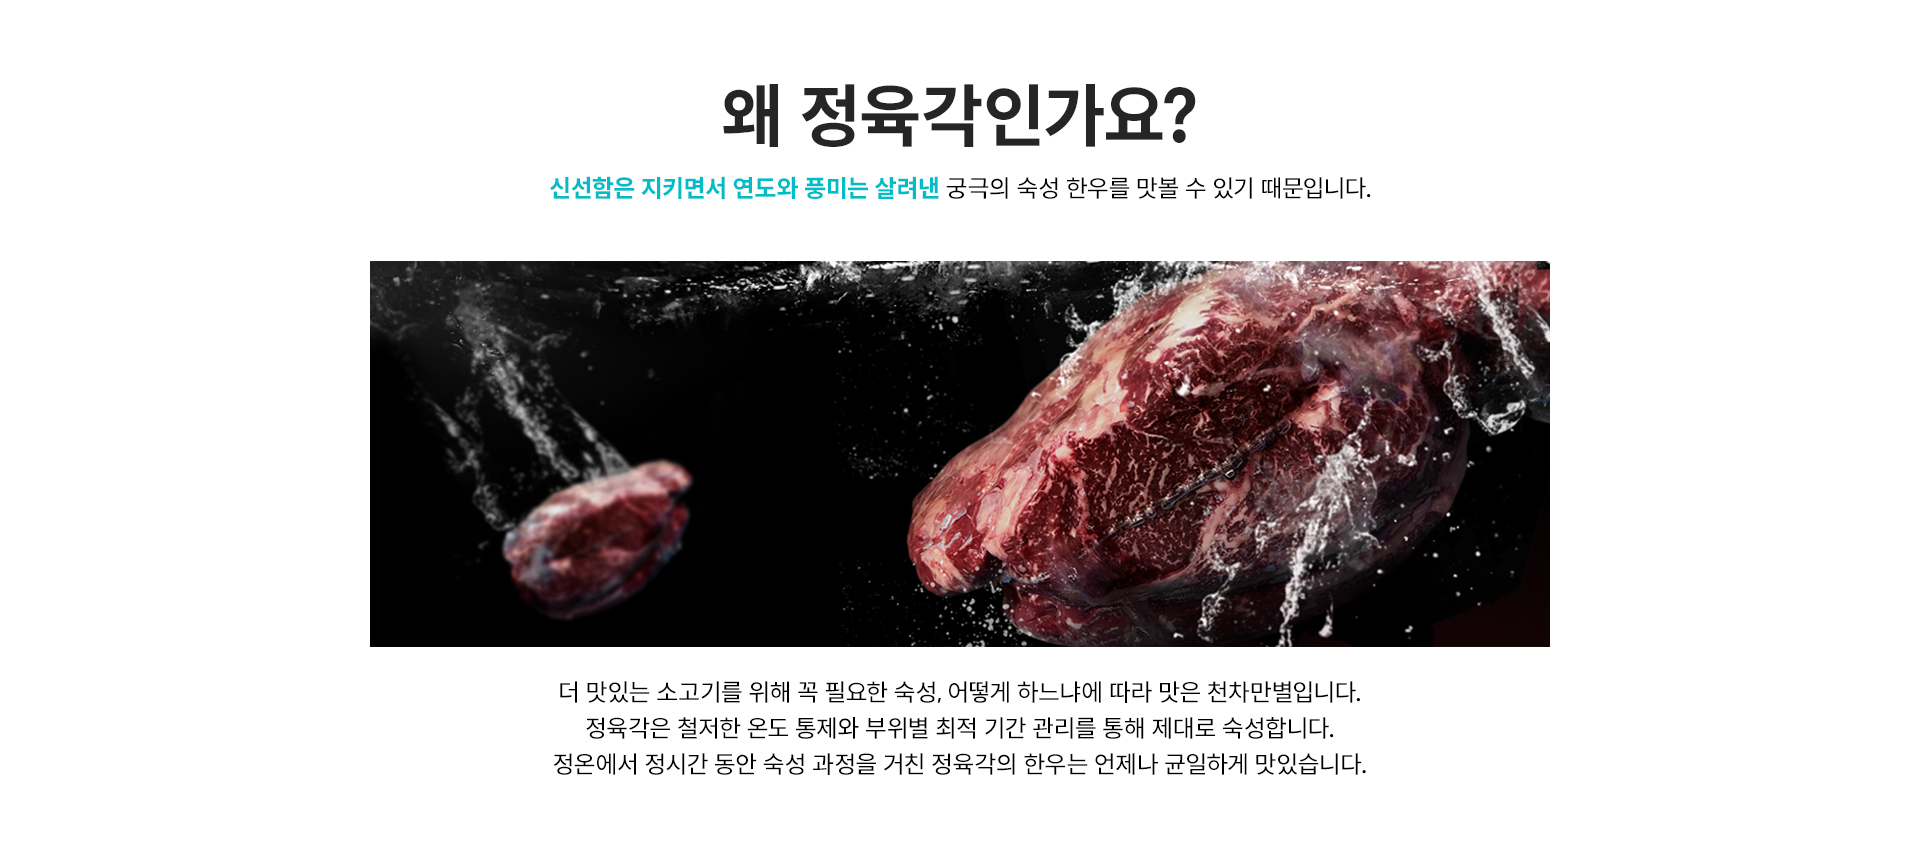 왜 정육각인가요?
신선함은 지키면서 연도와 풍미는 살려낸 궁극의 숙성 한우를 맛볼 수 있기 때문입니다.
더 맛있는 소고기를 위해 꼭 필요한 숙성, 어떻게 하느냐에 따라 맛은 천차만별입니다.
정육각은 철저한 온도 통제와 부위별 최적 기간 관리를 통해 제대로 숙성합니다.
정온에서 정시간 동안 숙성 과정을 거친 정육각의 한우는 언제나 균일하게 맛있습니다.